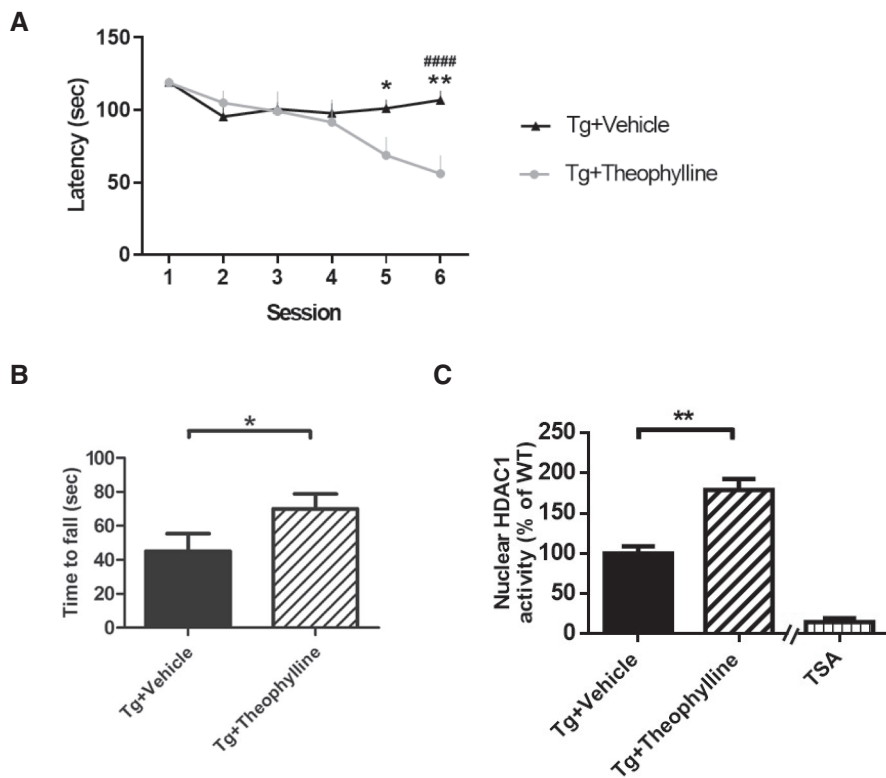 A
150
100
50
0
Latency (sec)
1 2 3 4 5 6
Session
*
####
**
Tg+Vehicle
Tg+Theophylline
B
*
100
80
60
40
20
0
Time to fall (sec)
Tg+Vehicle
Tg+Theophylline
C
**
250
200
150
100
50
0
Nuclear HDAC1
activity (% of WT)
Tg+Vehicle
Tg+Theophylline
TSA